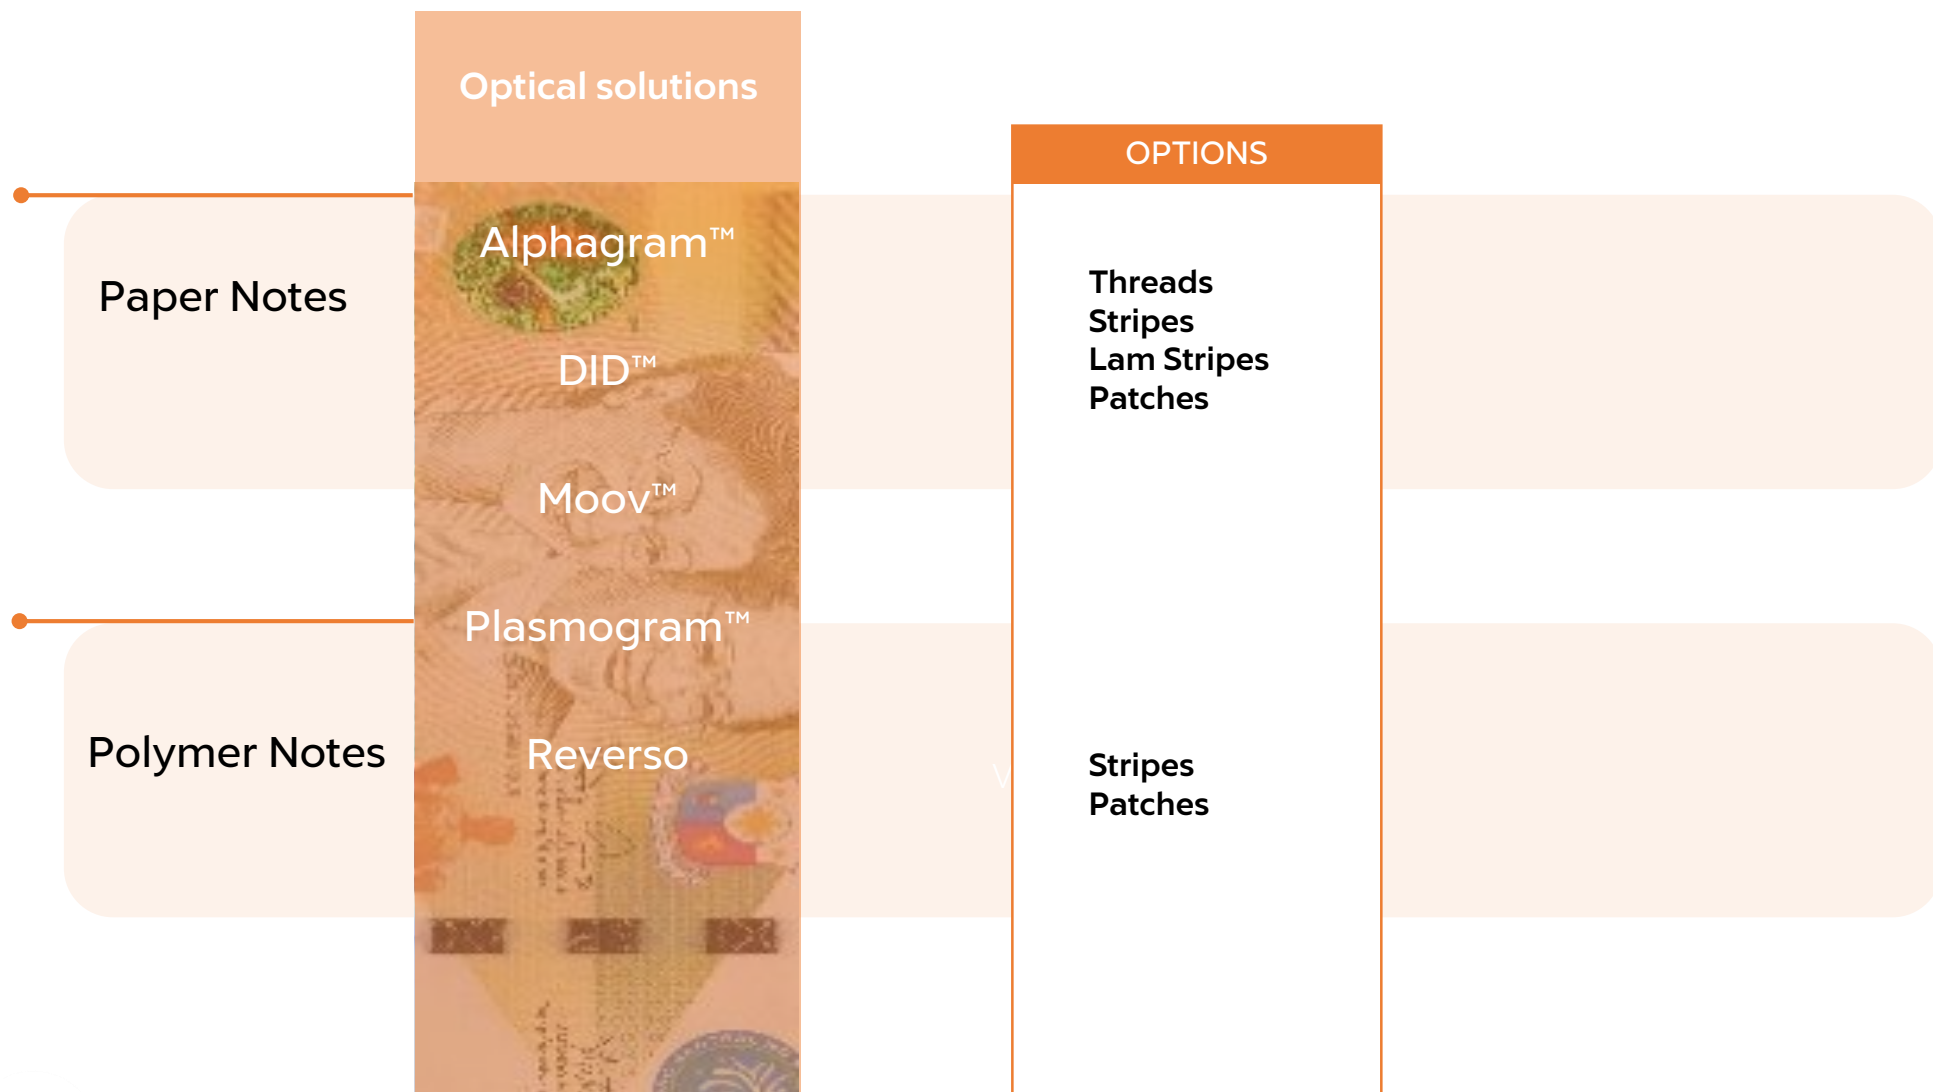 Optical solutions
OPTIONS
Paper Notes
Alphagram™
DID™
Moov™
Plasmogram™
Reverso
Threads
Stripes
Lam Stripes
Patches
Polymer Notes
Stripes
Patches